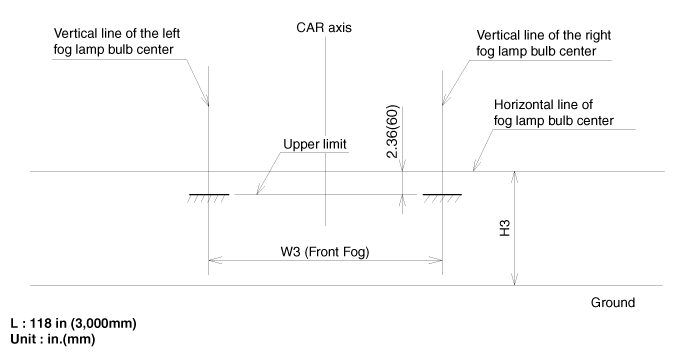 CAR axis
Vertical line of the left
fog lamp bulb center
Vertical line of the right
fog lamp bulb center
Horizontal line of
fog lamp bulb center
2.36(60)
Upper limit
H3
W3 (Front Fog)
Ground
L : 118 in (3,000mm)
Unit : in.(mm)